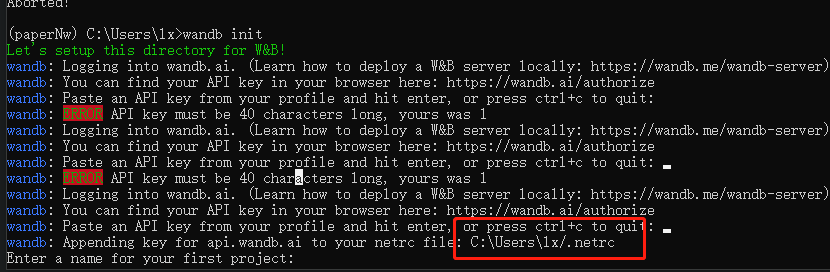 Aborted!
(paperNw) C:\Users\lx>wandb init
Let's setup this directory for W&B!
wandb: Logging into wandb.ai. (Learn how to deploy a W&B server locally: https://wandb.me/wandb-server)
wandb: You can find your API key in your browser here: https://wandb.ai/authorize
wandb: Paste an API key from your profile and hit enter, or press ctrl+c to quit:
wandb: ERROR API key must be 40 characters long, yours was 1
wandb: Logging into wandb.ai. (Learn how to deploy a W&B server locally: https://wandb.me/wandb-server)
wandb: You can find your API key in your browser here: https://wandb.ai/authorize
wandb: Paste an API key from your profile and hit enter, or press ctrl+c to quit:
wandb: ERROR API key must be 40 characters long, yours was 1
wandb: Logging into wandb.ai. (Learn how to deploy a W&B server locally: https://wandb.me/wandb-server)
wandb: You can find your API key in your browser here: https://wandb.ai/authorize
wandb: Paste an API key from your profile and hit enter, or press ctrl+c to quit:
wandb: Appending key for api.wandb.ai to your netrc file: C:\Users\lx/.netrc
Enter a name for your first project: